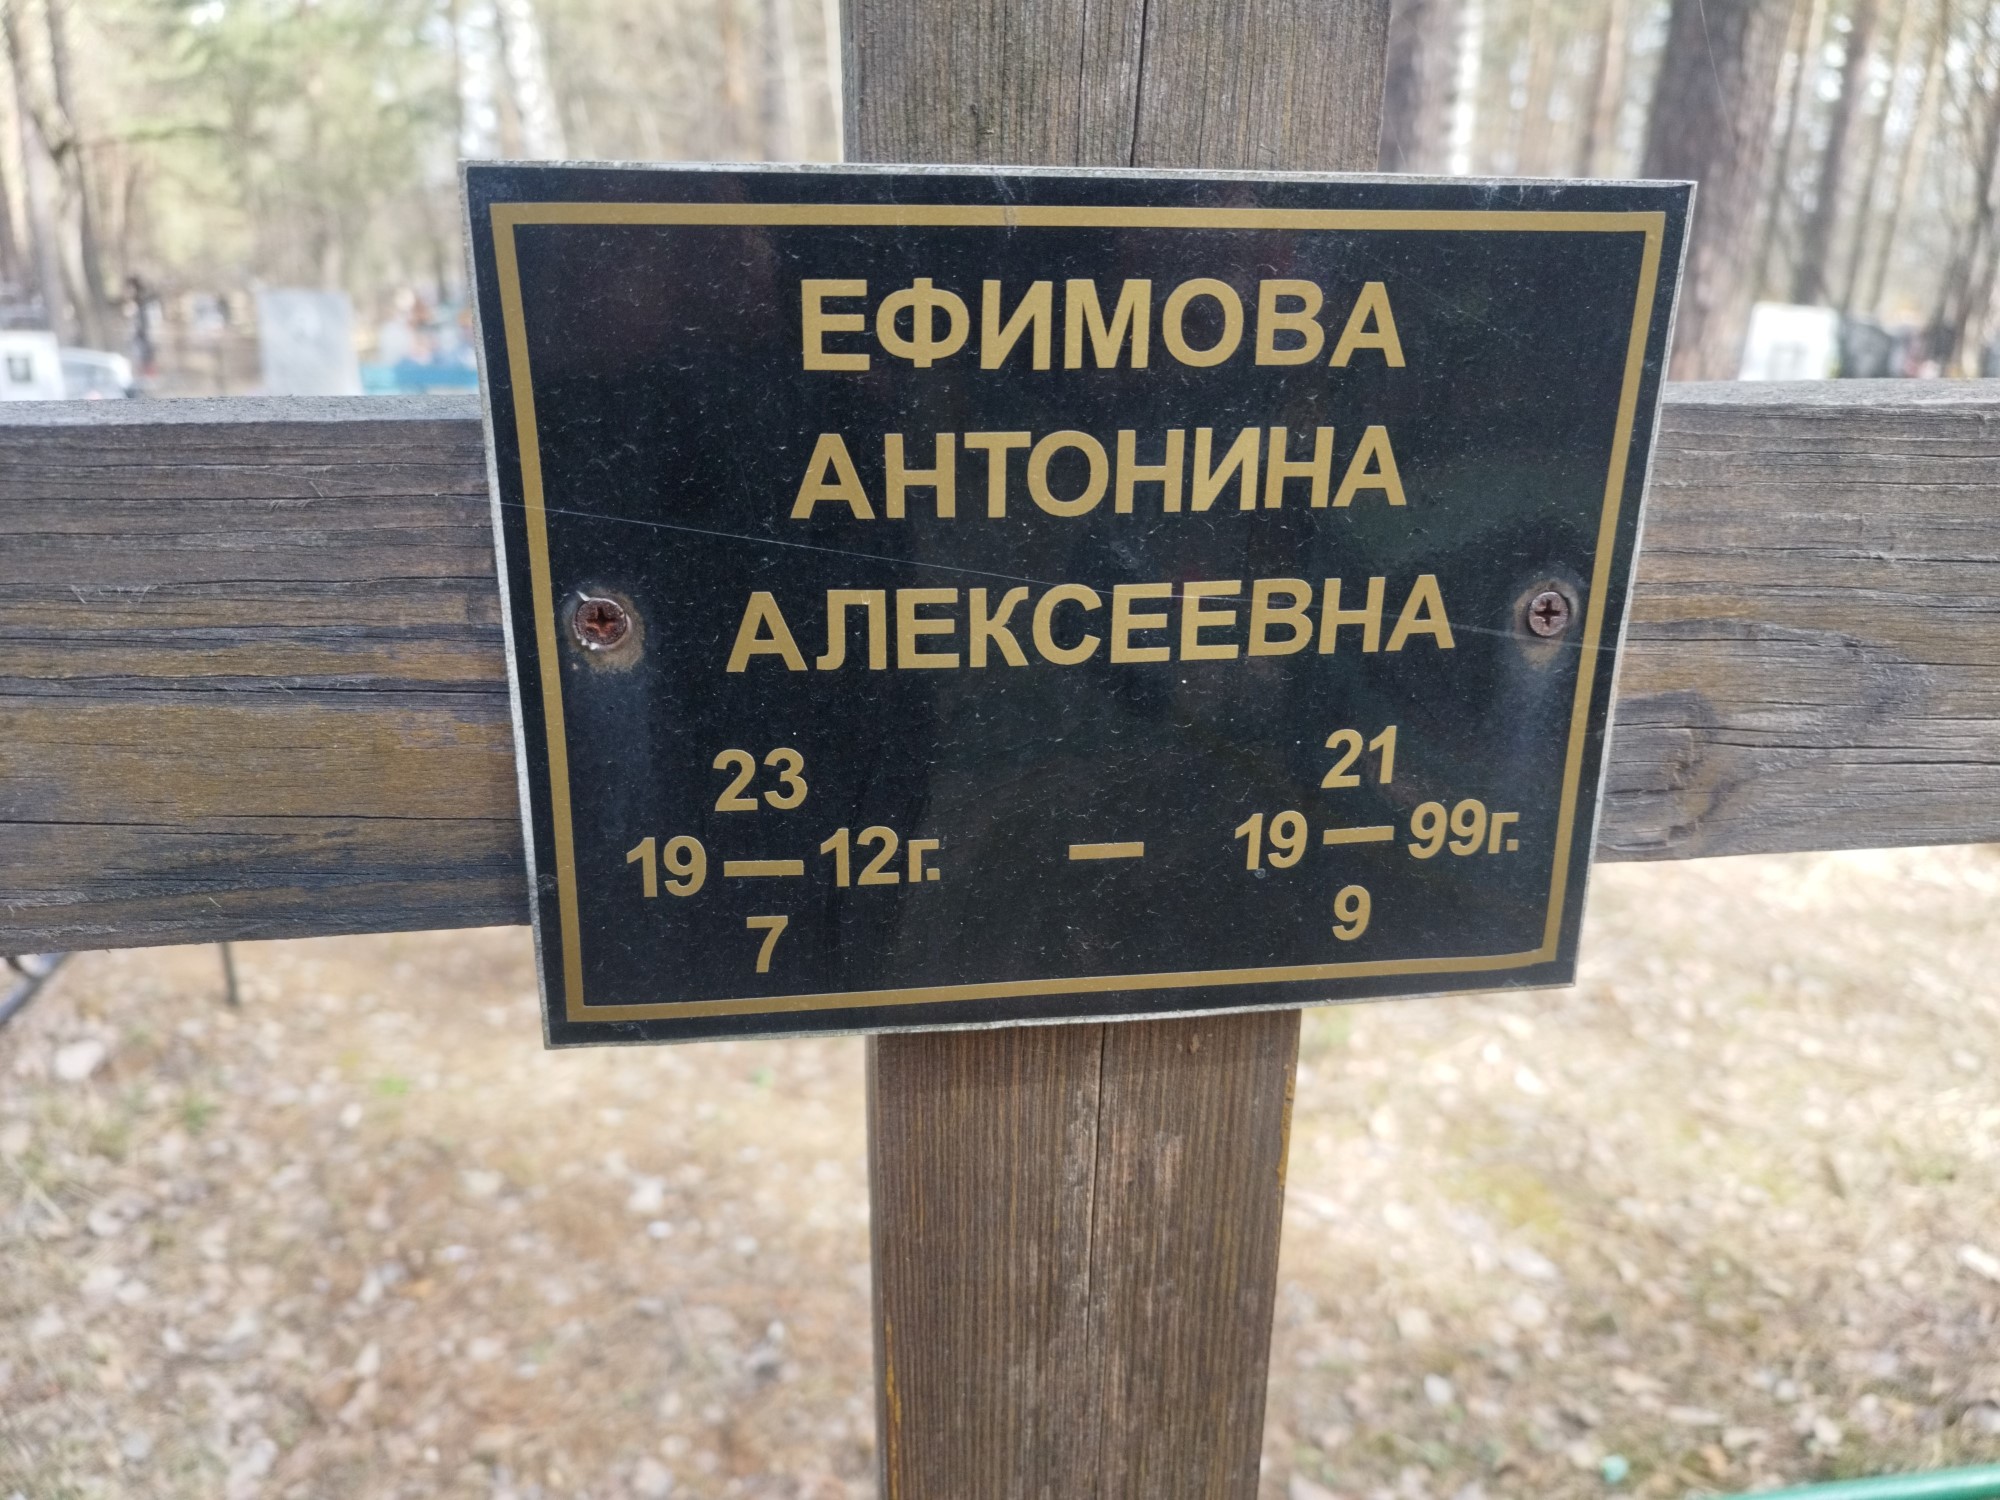 ЕФИМОВА
АНТОНИНА
АЛЕКСЕЕВНА
23 21
19 — 12г. — 19 — 99г.
7 9